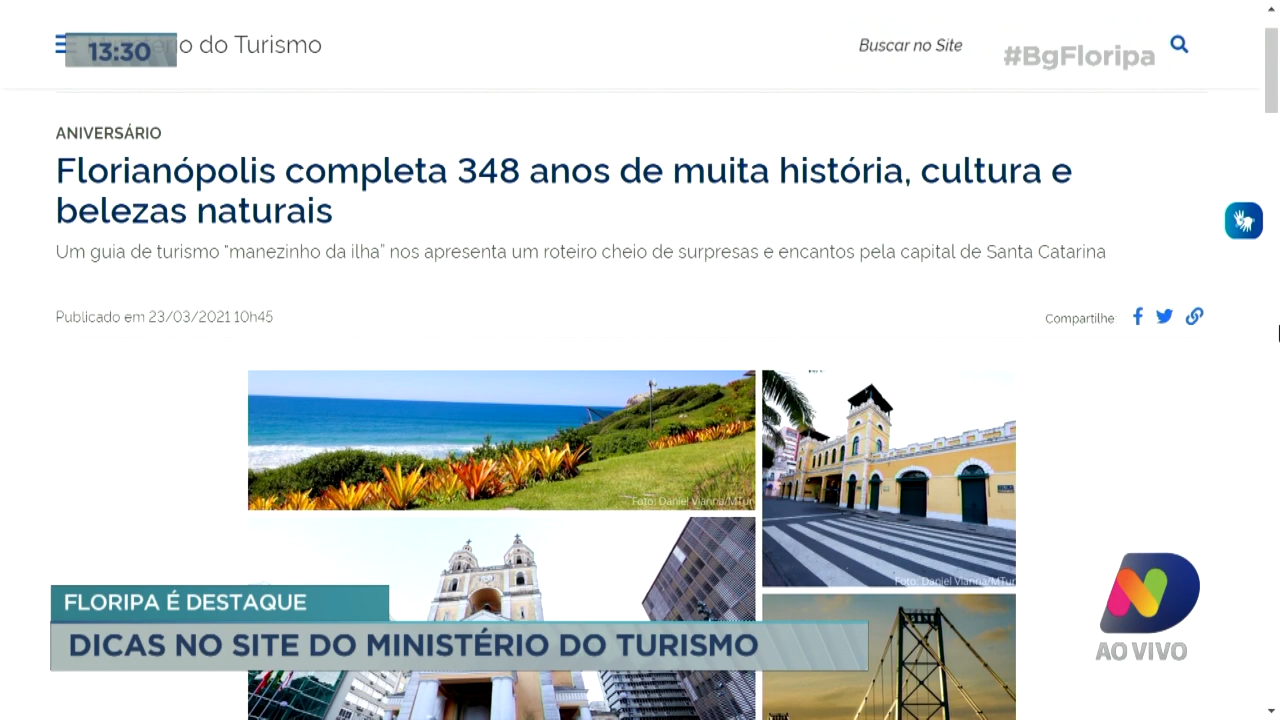 13:30
o do Turismo
Buscar no Site
#BgFloripa
ANIVERSÁRIO
Florianópolis completa 348 anos de muita história, cultura e
belezas naturais
Um guia de turismo "manezinho da ilha" nos apresenta um roteiro cheio de surpresas e encantos pela capital de Santa Catarina
Publicado em 23/03/2021 10h45
Compartilhe:
Foto: Daniel Vianna/MTur
Foto: Daniel Vianna/MTur
FLORIPA É DESTAQUE
DICAS NO SITE DO MINISTÉRIO DO TURISMO
AO VIVO